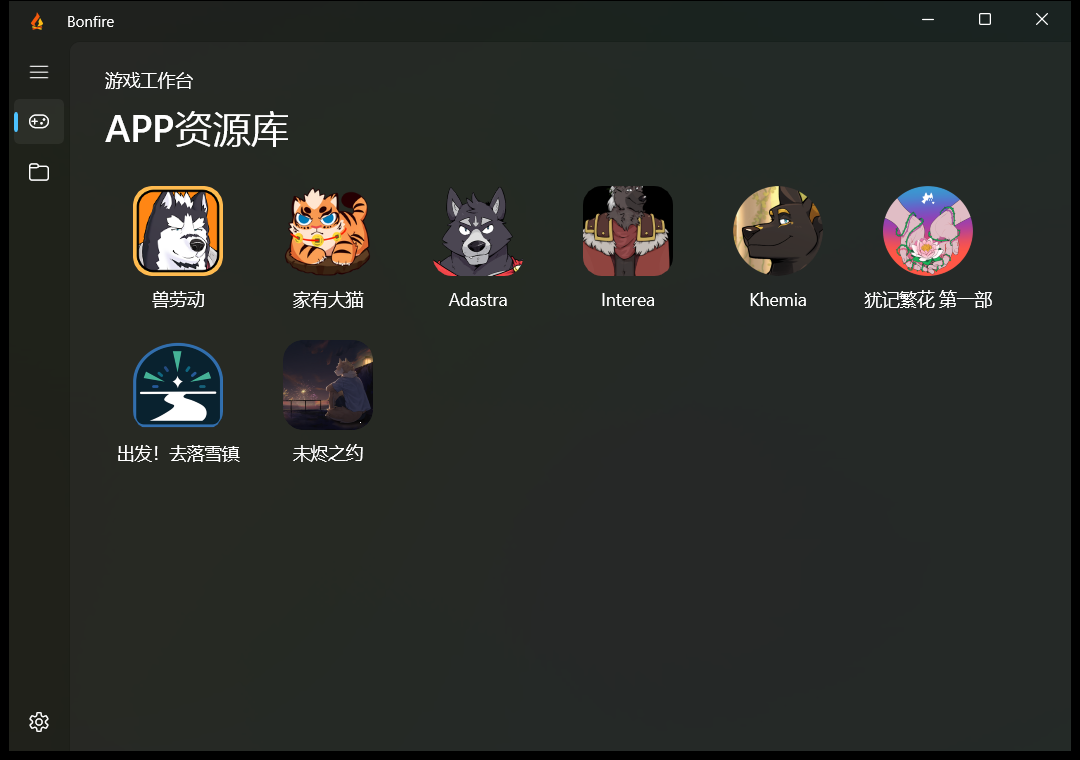 Bonfire
游戏工作台
APP资源库
兽劳动
家有大猫
Adastra
Interea
Khemia
犹记繁花 第一部
出发！去落雪镇
未烬之约